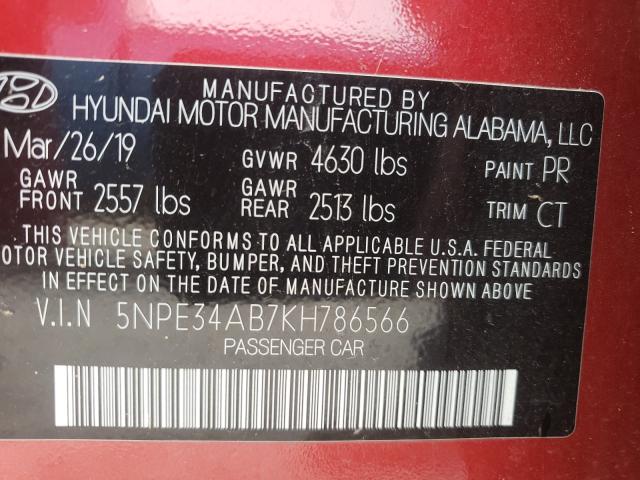 MANUFACTURED BY
HYUNDAI MOTOR MANUFACTURING ALABAMA, LLC
Mar/26/19 GVWR 4630 lbs PAINT PR
GAWR FRONT 2557 lbs GAWR REAR 2513 lbs TRIM CT
THIS VEHICLE CONFORMS TO ALL APPLICABLE U.S.A. FEDERAL
MOTOR VEHICLE SAFETY, BUMPER, AND THEFT PREVENTION STANDARDS
IN EFFECT ON THE DATE OF MANUFACTURE SHOWN ABOVE
V.I.N 5NPE34AB7KH786566
PASSENGER CAR